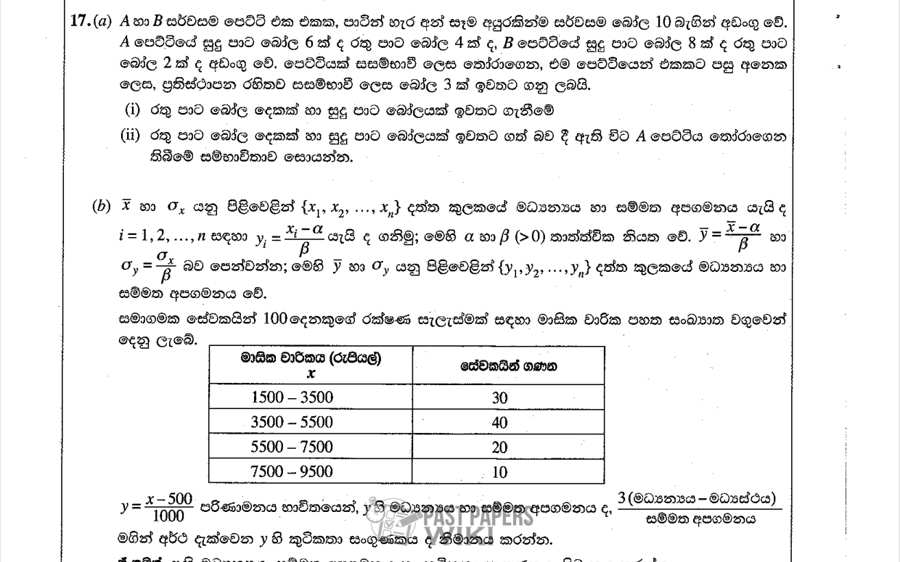 17. (a) A හා B සර්වසම පෙට්ටි එක එකක, පාටින් හැර අන් සෑම අයුරකින්ම සර්වසම බෝල 10 බැගින් අඩංගු වේ.
A පෙට්ටියේ සුදු පාට බෝල 6 ක් ද රතු පාට බෝල 4 ක් ද, B පෙට්ටියේ සුදු පාට බෝල 8 ක් ද රතු පාට
බෝල 2 ක් ද අඩංගු වේ. පෙට්ටියක් සසම්භාවී ලෙස තෝරාගෙන, එම පෙට්ටියෙන් එකකට පසු අනෙක
ලෙස, ප්‍රතිස්ථාපන රහිතව සසම්භාවී ලෙස බෝල 3 ක් ඉවතට ගනු ලබයි.
(i) රතු පාට බෝල දෙකක් හා සුදු පාට බෝලයක් ඉවතට ගැනීමේ
(ii) රතු පාට බෝල දෙකක් හා සුදු පාට බෝලයක් ඉවතට ගත් බව දී ඇති විට A පෙට්ටිය තෝරාගෙන
තිබීමේ සම්භාවිතාව සොයන්න.
(b) x̄ හා σₓ යනු පිළිවෙළින් {x₁, x₂, …, xₙ} දත්ත කුලකයේ මධ්‍යන්‍යය හා සම්මත අපගමනය යැයි ද
i = 1, 2, …, n සඳහා yᵢ = (xᵢ – α)/β යැයි ද ගනිමු; මෙහි α හා β (> 0) තාත්ත්වික නියත වේ. ȳ = (x̄ – α)/β හා
σ_y = σₓ/β බව පෙන්වන්න; මෙහි ȳ හා σ_y යනු පිළිවෙළින් {y₁, y₂, …, yₙ} දත්ත කුලකයේ මධ්‍යන්‍යය හා
සම්මත අපගමනය වේ.
සමාගමක සේවකයින් 100 දෙනකුගේ රක්ෂණ සැලැස්මක් සඳහා මාසික වාරික පහත සංඛ්‍යාත වගුවෙන්
දෙනු ලැබේ.
මාසික වාරිකය (රුපියල්) x | සේවකයින් ගණන
1500 – 3500 | 30
3500 – 5500 | 40
5500 – 7500 | 20
7500 – 9500 | 10
y = (x – 500)/1000 පරිණාමනය භාවිතයෙන්, y හි මධ්‍යන්‍යය හා සම්මත අපගමනය ද, 3 (මධ්‍යන්‍යය – මධ්‍යස්ථය)/සම්මත අපගමනය
මගින් අර්ථ දැක්වෙන y හි කුටිකතා සංගුණකය ද නිමානය කරන්න.
PAST PAPERS
WIKI